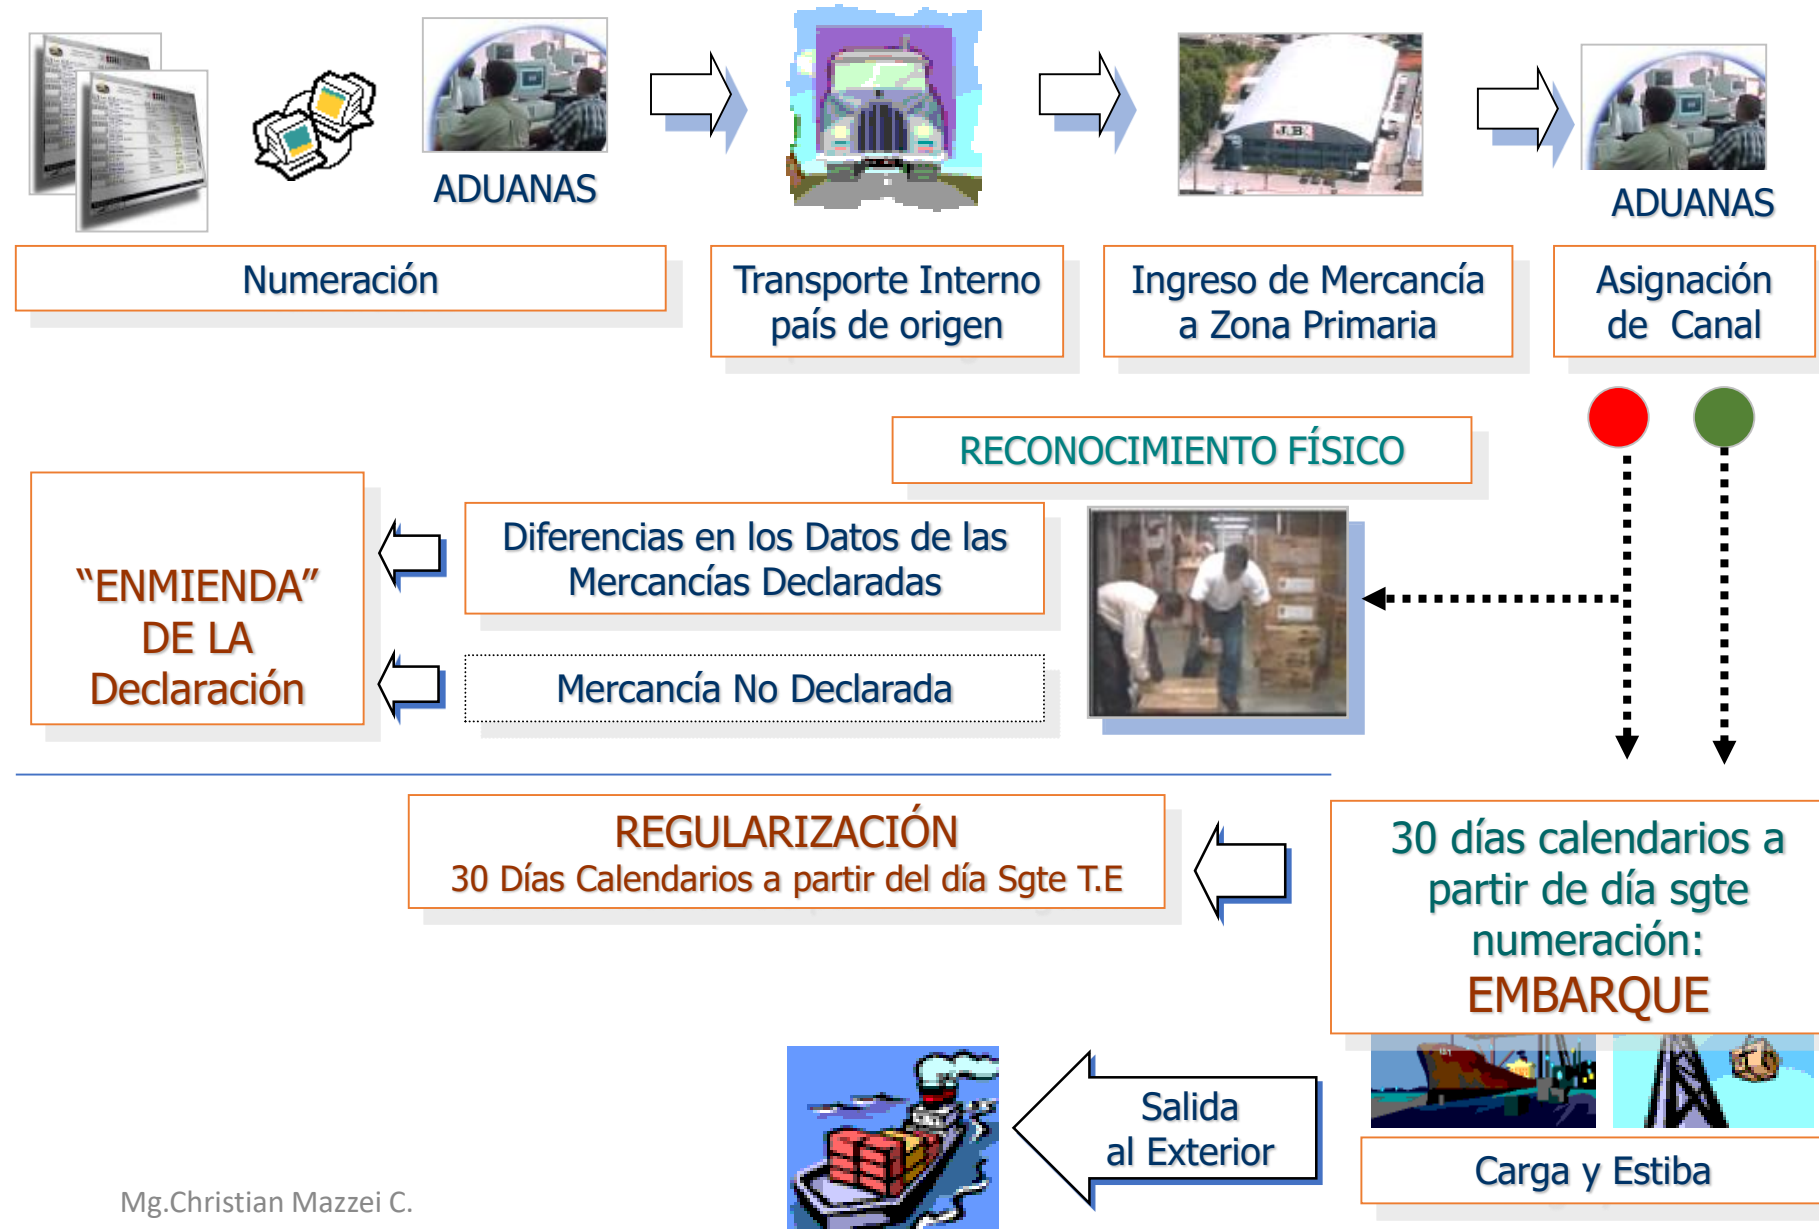 ADUANAS
ADUANAS
Numeración
Transporte Interno
país de origen
Ingreso de Mercancía
a Zona Primaria
Asignación
de Canal
RECONOCIMIENTO FÍSICO
Diferencias en los Datos de las
Mercancías Declaradas
Mercancía No Declarada
“ENMIENDA”
DE LA
Declaración
REGULARIZACIÓN
30 Días Calendarios a partir del día Sgte T.E
30 días calendarios a
partir de día sgte
numeración:
EMBARQUE
Salida
al Exterior
Carga y Estiba
Mg.Christian Mazzei C.